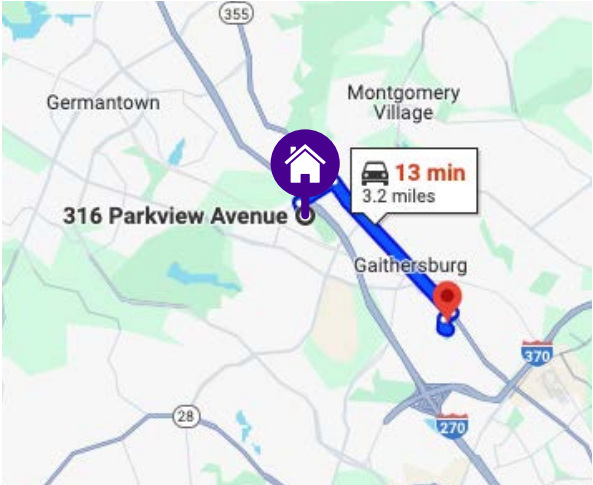 355
Germantown
Montgomery
Village
13 min
3.2 miles
316 Parkview Avenue
Gaithersburg
370
28
270